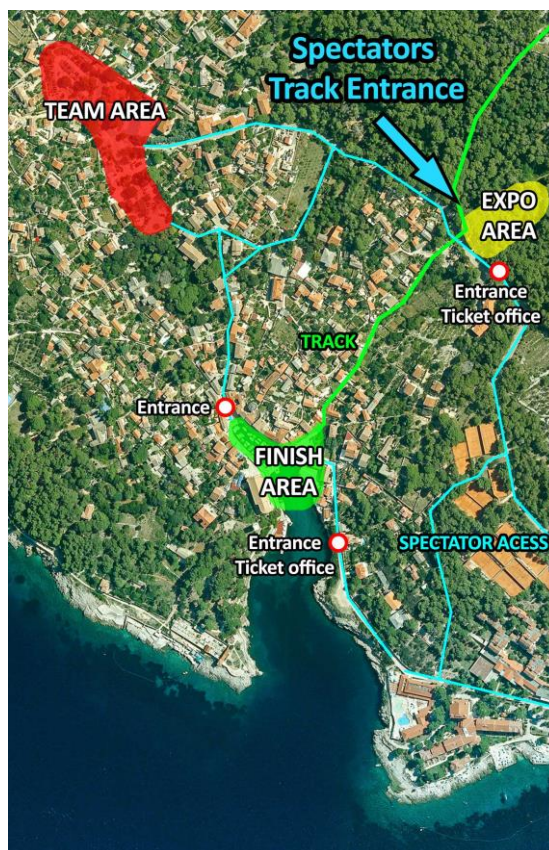 Spectators
Track Entrance
TEAM AREA
EXPO
AREA
Entrance
Ticket office
TRACK
Entrance
FINISH
AREA
Entrance
Ticket office
SPECTATOR ACESS